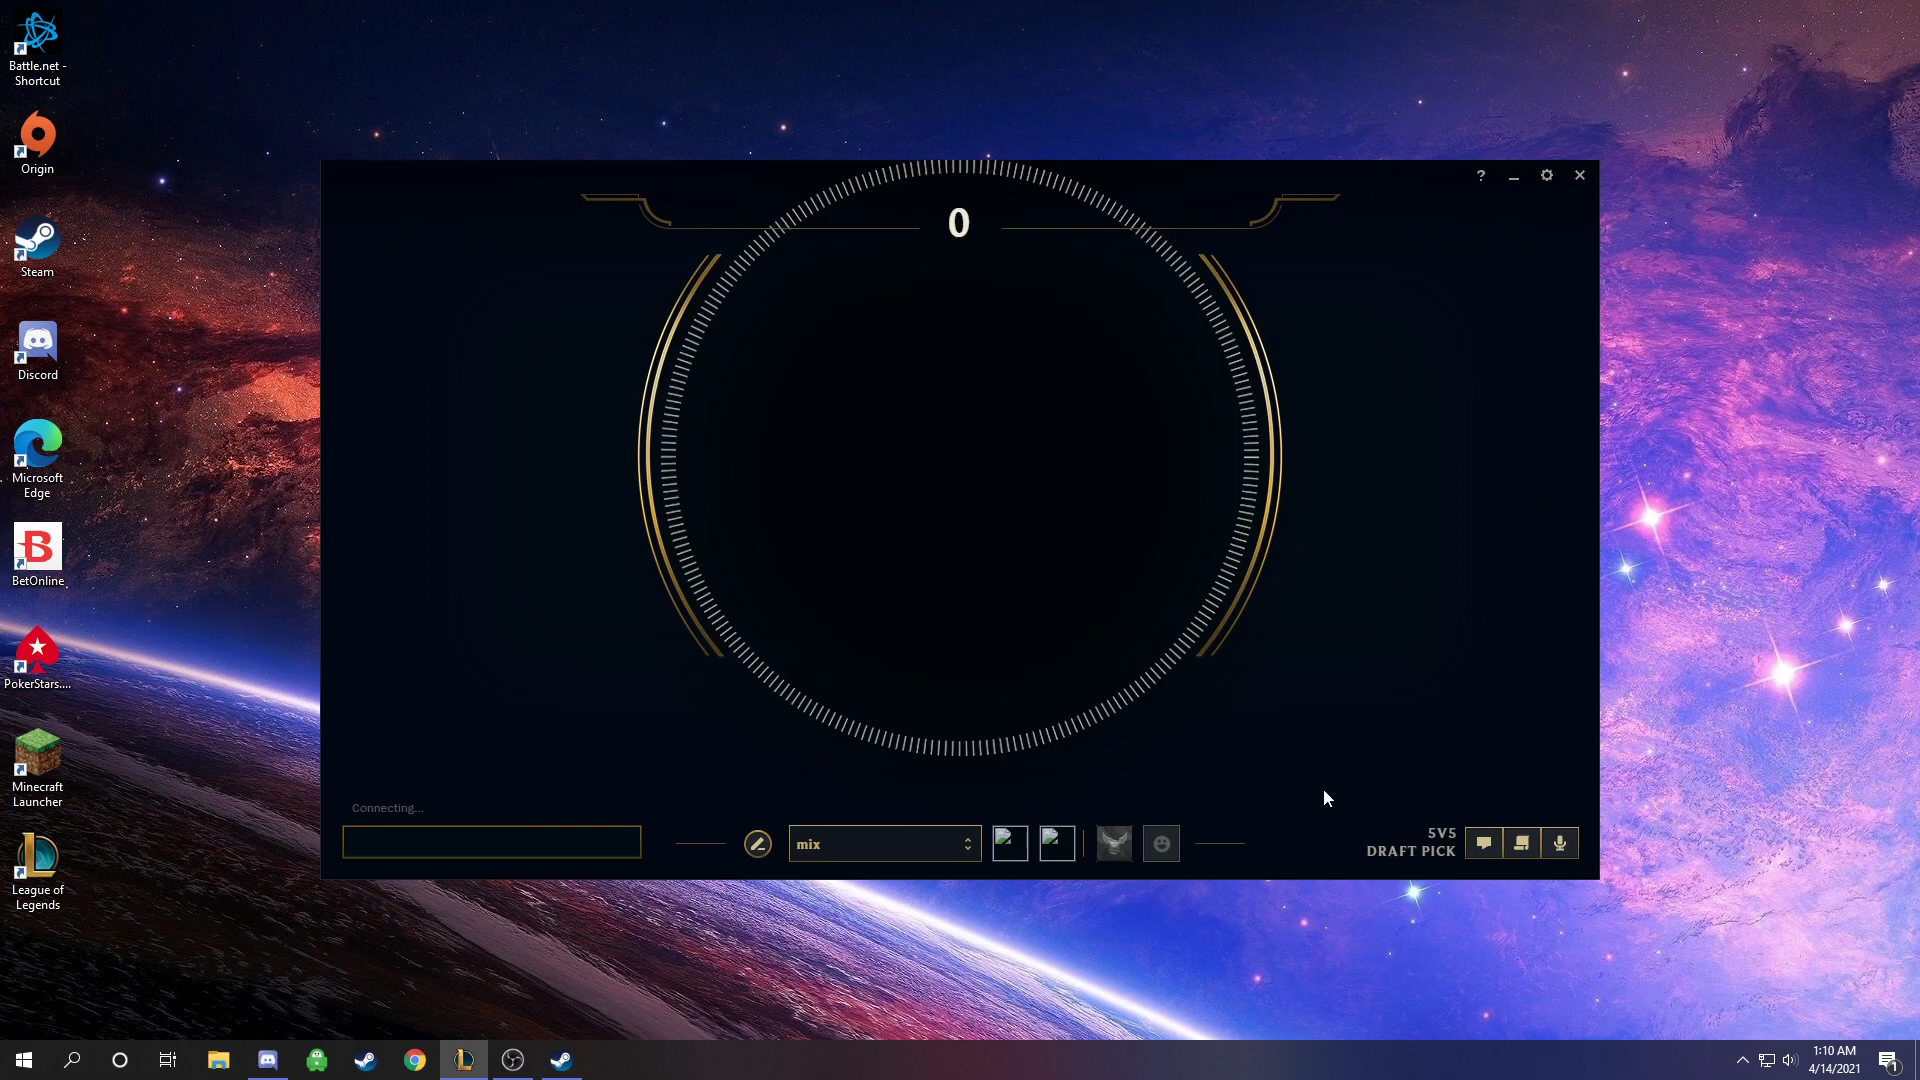 Battle.net -
Shortcut
Origin
Steam
Discord
Microsoft
Edge
BetOnline
PokerStars....
Minecraft
Launcher
League of
Legends
?
0
Connecting...
mix
5V5
DRAFT PICK
1:10 AM
4/14/2021
1